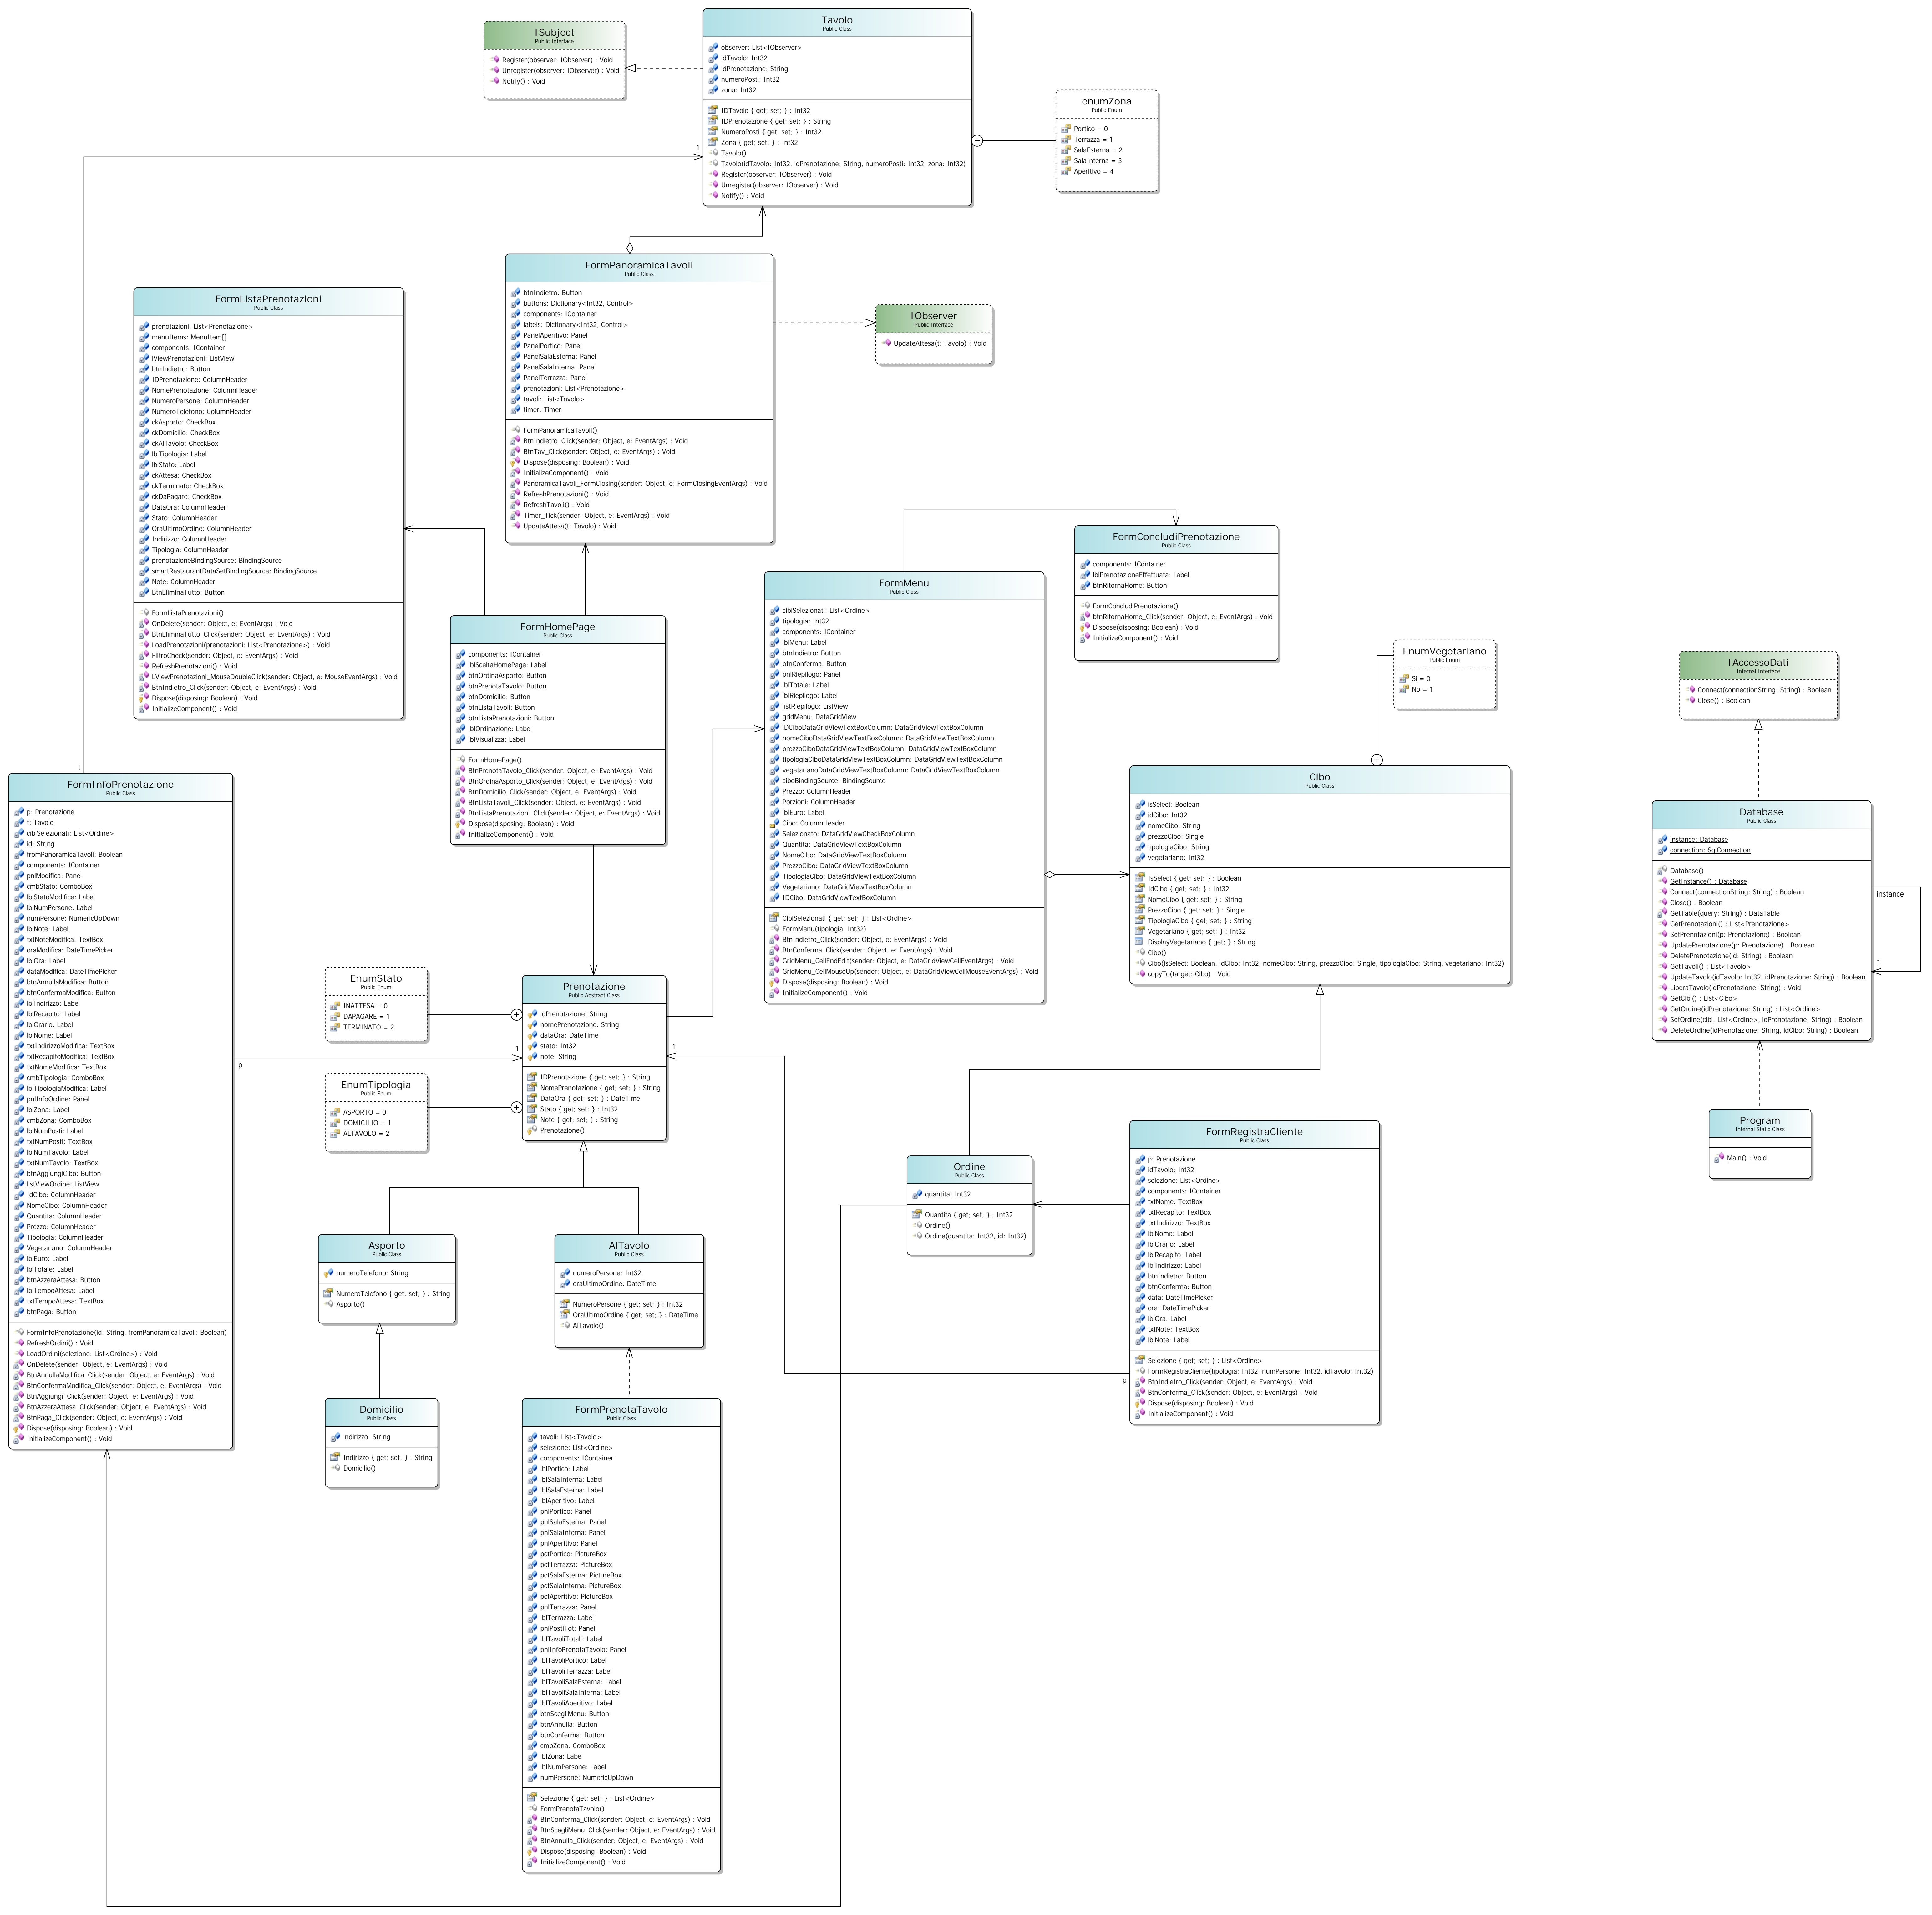 Tavolo
Public Class
observer: List<IObserver>
idTavolo: Int32
idPrenotazione: String
numeroPosti: Int32
zona: Int32
IDTavolo { get: set: } : Int32
IDPrenotazione { get: set: } : String
NumeroPosti { get: set: } : Int32
Zona { get: set: } : Int32
Tavolo()
Tavolo(idTavolo: Int32, idPrenotazione: String, numeroPosti: Int32, zona: Int32)
Register(observer: IObserver) : Void
Unregister(observer: IObserver) : Void
Notify() : Void
ISubject
Public Interface
Register(observer: IObserver) : Void
Unregister(observer: IObserver) : Void
Notify() : Void
enumZona
Public Enum
Portico = 0
Terrazza = 1
SalaEsterna = 2
SalaInterna = 3
Aperitivo = 4
1
FormPanoramicaTavoli
Public Class
btnIndietro: Button
buttons: Dictionary<Int32, Control>
components: IContainer
labels: Dictionary<Int32, Control>
PanelAperitivo: Panel
PanelPortico: Panel
PanelSalaEsterna: Panel
PanelSalaInterna: Panel
PanelTerrazza: Panel
prenotazioni: List<Prenotazione>
tavoli: List<Tavolo>
timer: Timer
FormPanoramicaTavoli()
BtnIndietro_Click(sender: Object, e: EventArgs) : Void
BtnTav_Click(sender: Object, e: EventArgs) : Void
Dispose(disposing: Boolean) : Void
InitializeComponent() : Void
PanoramicaTavoli_FormClosing(sender: Object, e: FormClosingEventArgs) : Void
RefreshPrenotazioni() : Void
RefreshTavoli() : Void
Timer_Tick(sender: Object, e: EventArgs) : Void
UpdateAttesa(t: Tavolo) : Void
IObserver
Public Interface
UpdateAttesa(t: Tavolo) : Void
FormListaPrenotazioni
Public Class
prenotazioni: List<Prenotazione>
menuItems: MenuItem[]
components: IContainer
lViewPrenotazioni: ListView
btnIndietro: Button
IDPrenotazione: ColumnHeader
NomePrenotazione: ColumnHeader
NumeroPersone: ColumnHeader
NumeroTelefono: ColumnHeader
ckAsporto: CheckBox
ckDomicilio: CheckBox
ckAlTavolo: CheckBox
lblTipologia: Label
lblStato: Label
ckAttesa: CheckBox
ckTerminato: CheckBox
ckDaPagare: CheckBox
DataOra: ColumnHeader
Stato: ColumnHeader
OraUltimoOrdine: ColumnHeader
Indirizzo: ColumnHeader
Tipologia: ColumnHeader
prenotazioneBindingSource: BindingSource
smartRestaurantDataSetBindingSource: BindingSource
Note: ColumnHeader
BtnEliminaTutto: Button
FormListaPrenotazioni()
OnDelete(sender: Object, e: EventArgs) : Void
BtnEliminaTutto_Click(sender: Object, e: EventArgs) : Void
LoadPrenotazioni(prenotazioni: List<Prenotazione>) : Void
FiltroCheck(sender: Object, e: EventArgs) : Void
RefreshPrenotazioni() : Void
LViewPrenotazioni_MouseDoubleClick(sender: Object, e: MouseEventArgs) : Void
BtnIndietro_Click(sender: Object, e: EventArgs) : Void
Dispose(disposing: Boolean) : Void
InitializeComponent() : Void
FormHomePage
Public Class
components: IContainer
lblSceltaHomePage: Label
btnOrdinaAsporto: Button
btnPrenotaTavolo: Button
btnDomicilio: Button
btnListaTavoli: Button
btnListaPrenotazioni: Button
lblOrdinazione: Label
lblVisualizza: Label
FormHomePage()
BtnPrenotaTavolo_Click(sender: Object, e: EventArgs) : Void
BtnOrdinaAsporto_Click(sender: Object, e: EventArgs) : Void
BtnDomicilio_Click(sender: Object, e: EventArgs) : Void
BtnListaTavoli_Click(sender: Object, e: EventArgs) : Void
BtnListaPrenotazioni_Click(sender: Object, e: EventArgs) : Void
Dispose(disposing: Boolean) : Void
InitializeComponent() : Void
FormMenu
Public Class
cibiSelezionati: List<Ordine>
tipologia: Int32
components: IContainer
lblMenu: Label
btnIndietro: Button
btnConferma: Button
pnlRiepilogo: Panel
lblTotale: Label
lblRiepilogo: Label
listRiepilogo: ListView
gridMenu: DataGridView
IDCiboDataGridViewTextBoxColumn: DataGridViewTextBoxColumn
nomeCiboDataGridViewTextBoxColumn: DataGridViewTextBoxColumn
prezzoCiboDataGridViewTextBoxColumn: DataGridViewTextBoxColumn
tipologiaCiboDataGridViewTextBoxColumn: DataGridViewTextBoxColumn
vegetarianoDataGridViewTextBoxColumn: DataGridViewTextBoxColumn
ciboBindingSource: BindingSource
Prezzo: ColumnHeader
Porzioni: ColumnHeader
lblEuro: Label
Cibo: ColumnHeader
Selezionato: DataGridViewCheckBoxColumn
Quantita: DataGridViewTextBoxColumn
NomeCibo: DataGridViewTextBoxColumn
PrezzoCibo: DataGridViewTextBoxColumn
TipologiaCibo: DataGridViewTextBoxColumn
Vegetariano: DataGridViewTextBoxColumn
IDCibo: DataGridViewTextBoxColumn
CibiSelezionati { get: set: } : List<Ordine>
FormMenu(tipologia: Int32)
BtnIndietro_Click(sender: Object, e: EventArgs) : Void
BtnConferma_Click(sender: Object, e: EventArgs) : Void
GridMenu_CellEndEdit(sender: Object, e: DataGridViewCellEventArgs) : Void
GridMenu_CellMouseUp(sender: Object, e: DataGridViewCellMouseEventArgs) : Void
Dispose(disposing: Boolean) : Void
InitializeComponent() : Void
FormConcludiPrenotazione
Public Class
components: IContainer
lblPrenotazioneEffettuata: Label
btnRitornaHome: Button
FormConcludiPrenotazione()
btnRitornaHome_Click(sender: Object, e: EventArgs) : Void
Dispose(disposing: Boolean) : Void
InitializeComponent() : Void
EnumVegetariano
Public Enum
Si = 0
No = 1
IAccessoDati
Internal Interface
Connect(connectionString: String) : Boolean
Close() : Boolean
Cibo
Public Class
isSelect: Boolean
idCibo: Int32
nomeCibo: String
prezzoCibo: Single
tipologiaCibo: String
vegetariano: Int32
IsSelect { get: set: } : Boolean
IdCibo { get: set: } : Int32
NomeCibo { get: set: } : String
PrezzoCibo { get: set: } : Single
TipologiaCibo { get: set: } : String
Vegetariano { get: set: } : Int32
DisplayVegetariano { get: } : String
Cibo()
Cibo(isSelect: Boolean, idCibo: Int32, nomeCibo: String, prezzoCibo: Single, tipologiaCibo: String, vegetariano: Int32)
copyTo(target: Cibo) : Void
Database
Public Class
instance: Database
connection: SqlConnection
Database()
GetInstance() : Database
Connect(connectionString: String) : Boolean
Close() : Boolean
GetTable(query: String) : DataTable
GetPrenotazioni() : List<Prenotazione>
SetPrenotazioni(p: Prenotazione) : Boolean
UpdatePrenotazione(p: Prenotazione) : Boolean
DeletePrenotazione(id: String) : Boolean
GetTavoli() : List<Tavolo>
UpdateTavolo(idTavolo: Int32, idPrenotazione: String) : Boolean
LiberaTavolo(idPrenotazione: String) : Void
GetCibi() : List<Cibo>
GetOrdine(idPrenotazione: String) : List<Ordine>
SetOrdine(cibi: List<Ordine>, idPrenotazione: String) : Boolean
DeleteOrdine(idPrenotazione: String, idCibo: String) : Boolean
instance
1
Program
Internal Static Class
Main() : Void
t
FormInfoPrenotazione
Public Class
p: Prenotazione
t: Tavolo
cibiSelezionati: List<Ordine>
id: String
fromPanoramicaTavoli: Boolean
components: IContainer
pnlModifica: Panel
cmbStato: ComboBox
lblStatoModifica: Label
lblNumPersone: Label
numPersone: NumericUpDown
lblNote: Label
txtNoteModifica: TextBox
oraModifica: DateTimePicker
lblOra: Label
dataModifica: DateTimePicker
btnAnnullaModifica: Button
btnConfermaModifica: Button
lblIndirizzo: Label
lblRecapito: Label
lblOrario: Label
lblNome: Label
txtIndirizzoModifica: TextBox
txtRecapitoModifica: TextBox
txtNomeModifica: TextBox
cmbTipologia: ComboBox
lblTipologiaModifica: Label
pnlInfoOrdine: Panel
lblZona: Label
cmbZona: ComboBox
lblNumPosti: Label
txtNumPosti: TextBox
lblNumTavolo: Label
txtNumTavolo: TextBox
btnAggiungiCibo: Button
listViewOrdine: ListView
IdCibo: ColumnHeader
NomeCibo: ColumnHeader
Quantita: ColumnHeader
Prezzo: ColumnHeader
Tipologia: ColumnHeader
Vegetariano: ColumnHeader
lblEuro: Label
lblTotale: Label
btnAzzeraAttesa: Button
lblTempoAttesa: Label
txtTempoAttesa: TextBox
btnPaga: Button
FormInfoPrenotazione(id: String, fromPanoramicaTavoli: Boolean)
RefreshOrdini() : Void
LoadOrdini(selezione: List<Ordine>) : Void
OnDelete(sender: Object, e: EventArgs) : Void
BtnAnnullaModifica_Click(sender: Object, e: EventArgs) : Void
BtnConfermaModifica_Click(sender: Object, e: EventArgs) : Void
BtnAggiungi_Click(sender: Object, e: EventArgs) : Void
BtnAzzeraAttesa_Click(sender: Object, e: EventArgs) : Void
BtnPaga_Click(sender: Object, e: EventArgs) : Void
Dispose(disposing: Boolean) : Void
InitializeComponent() : Void
p
1
EnumStato
Public Enum
INATTESA = 0
DAPAGARE = 1
TERMINATO = 2
EnumTipologia
Public Enum
ASPORTO = 0
DOMICILIO = 1
ALTAVOLO = 2
Prenotazione
Public Abstract Class
idPrenotazione: String
nomePrenotazione: String
dataOra: DateTime
stato: Int32
note: String
IDPrenotazione { get: set: } : String
NomePrenotazione { get: set: } : String
DataOra { get: set: } : DateTime
Stato { get: set: } : Int32
Note { get: set: } : String
Prenotazione()
1
Asporto
Public Class
numeroTelefono: String
NumeroTelefono { get: set: } : String
Asporto()
AlTavolo
Public Class
numeroPersone: Int32
oraUltimoOrdine: DateTime
NumeroPersone { get: set: } : Int32
OraUltimoOrdine { get: set: } : DateTime
AlTavolo()
Ordine
Public Class
quantita: Int32
Quantita { get: set: } : Int32
Ordine()
Ordine(quantita: Int32, id: Int32)
FormRegistraCliente
Public Class
p: Prenotazione
idTavolo: Int32
selezione: List<Ordine>
components: IContainer
txtNome: TextBox
txtRecapito: TextBox
txtIndirizzo: TextBox
lblNome: Label
lblOrario: Label
lblRecapito: Label
lblIndirizzo: Label
btnIndietro: Button
btnConferma: Button
data: DateTimePicker
ora: DateTimePicker
lblOra: Label
txtNote: TextBox
lblNote: Label
Selezione { get: set: } : List<Ordine>
FormRegistraCliente(tipologia: Int32, numPersone: Int32, idTavolo: Int32)
BtnIndietro_Click(sender: Object, e: EventArgs) : Void
BtnConferma_Click(sender: Object, e: EventArgs) : Void
Dispose(disposing: Boolean) : Void
InitializeComponent() : Void
p
Domicilio
Public Class
indirizzo: String
Indirizzo { get: set: } : String
Domicilio()
FormPrenotaTavolo
Public Class
tavoli: List<Tavolo>
selezione: List<Ordine>
components: IContainer
lblPortico: Label
lblSalaInterna: Label
lblSalaEsterna: Label
lblAperitivo: Label
pnlPortico: Panel
pnlSalaEsterna: Panel
pnlSalaInterna: Panel
pnlAperitivo: Panel
pctPortico: PictureBox
pctTerrazza: PictureBox
pctSalaEsterna: PictureBox
pctSalaInterna: PictureBox
pctAperitivo: PictureBox
pnlTerrazza: Panel
lblTerrazza: Label
pnlPostiTot: Panel
lblTavoliTotali: Label
pnlInfoPrenotaTavolo: Panel
lblTavoliPortico: Label
lblTavoliTerrazza: Label
lblTavoliSalaEsterna: Label
lblTavoliSalaInterna: Label
lblTavoliAperitivo: Label
btnScegliMenu: Button
btnAnnulla: Button
btnConferma: Button
cmbZona: ComboBox
lblZona: Label
lblNumPersone: Label
numPersone: NumericUpDown
Selezione { get: set: } : List<Ordine>
FormPrenotaTavolo()
BtnConferma_Click(sender: Object, e: EventArgs) : Void
BtnScegliMenu_Click(sender: Object, e: EventArgs) : Void
BtnAnnulla_Click(sender: Object, e: EventArgs) : Void
Dispose(disposing: Boolean) : Void
InitializeComponent() : Void